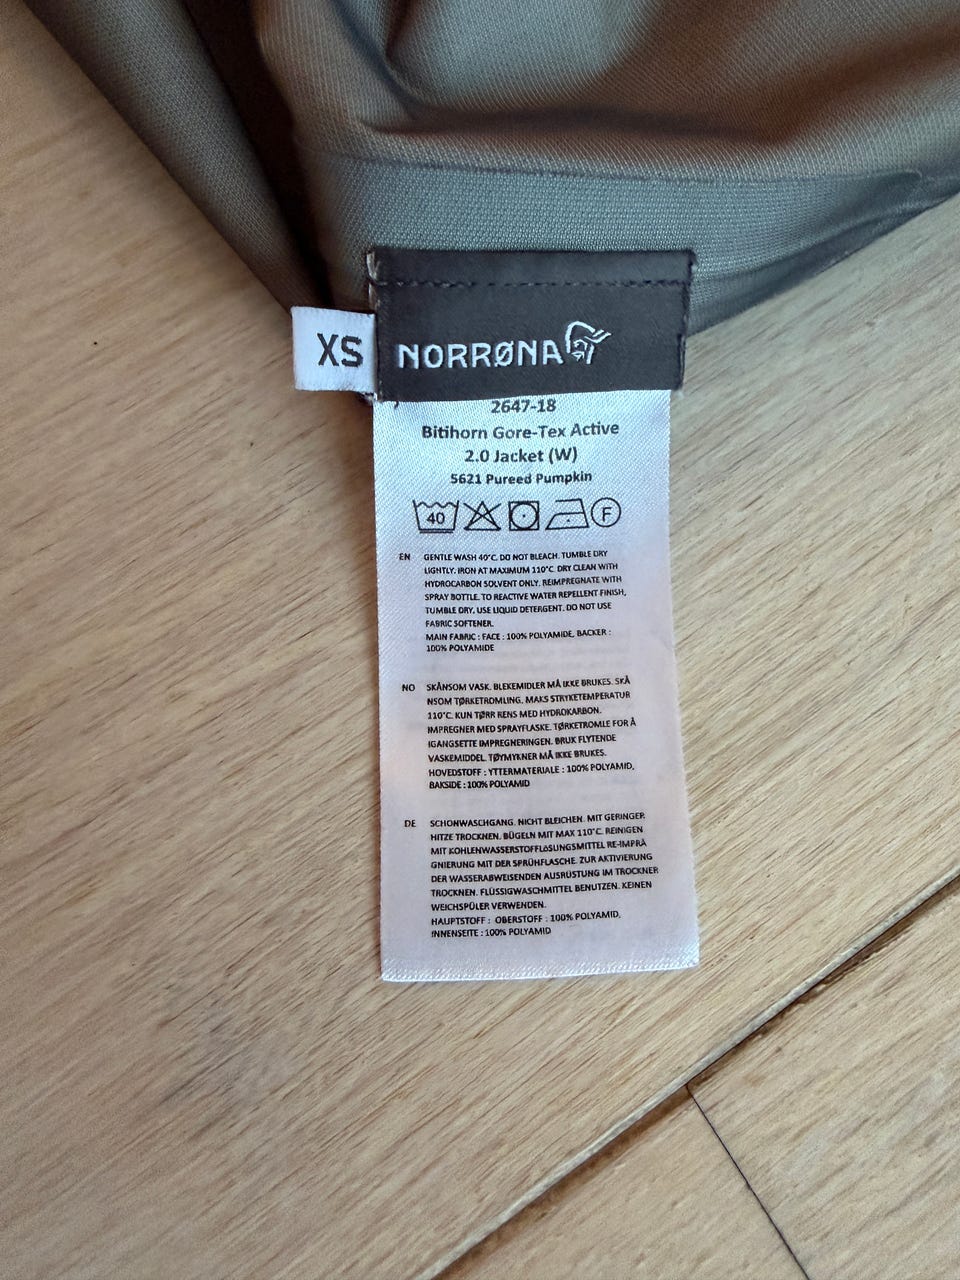 XS
NORRØNA
2647-18
Bitihorn Gore-Tex Active
2.0 Jacket (W)
5621 Pureed Pumpkin
40 F
EN GENTLE WASH 40°C. DO NOT BLEACH. TUMBLE DRY
LIGHTLY. IRON AT MAXIMUM 110°C. DRY CLEAN WITH
HYDROCARBON SOLVENT ONLY. REIMPREGNATE WITH
SPRAY BOTTLE. TO REACTIVE WATER REPELLENT FINISH,
TUMBLE DRY. USE LIQUID DETERGENT. DO NOT USE
FABRIC SOFTENER.
MAIN FABRIC : FACE : 100% POLYAMIDE, BACKER :
100% POLYAMIDE
NO SKÅNSOM VASK. BLEKEMIDLER MÅ IKKE BRUKES. SKÅ
NSOM TØRKETROMLING. MAKS STRYKETEMPERATUR
110°C. KUN TØRR RENS MED HYDROKARBON.
IMPREGNER MED SPRAYFLASKE. TØRKETROMLE FOR Å
IGANGSETTE IMPREGNERINGEN. BRUK FLYTENDE
VASKEMIDDEL. TØYMYKNER MÅ IKKE BRUKES.
HOVEDSTOFF : YTTERMATERIALE : 100% POLYAMID,
BAKSIDE : 100% POLYAMID
DE SCHONWASCHGANG. NICHT BLEICHEN. MIT GERINGER
HITZE TROCKNEN. BÜGELN MIT MAX 110°C. REINIGEN
MIT KOHLENWASSERSTOFFLØSUNGSMITTEL RE-IMPRÄ
GNIERUNG MIT DER SPRÜHFLASCHE. ZUR AKTIVIERUNG
DER WASSERABWEISENDEN AUSRÜSTUNG IM TROCKNER
TROCKNEN. FLÜSSIGWASCHMITTEL BENUTZEN. KEINEN
WEICHSPÜLER VERWENDEN.
HAUPTSTOFF : OBERSTOFF : 100% POLYAMID,
INNENSEITE : 100% POLYAMID